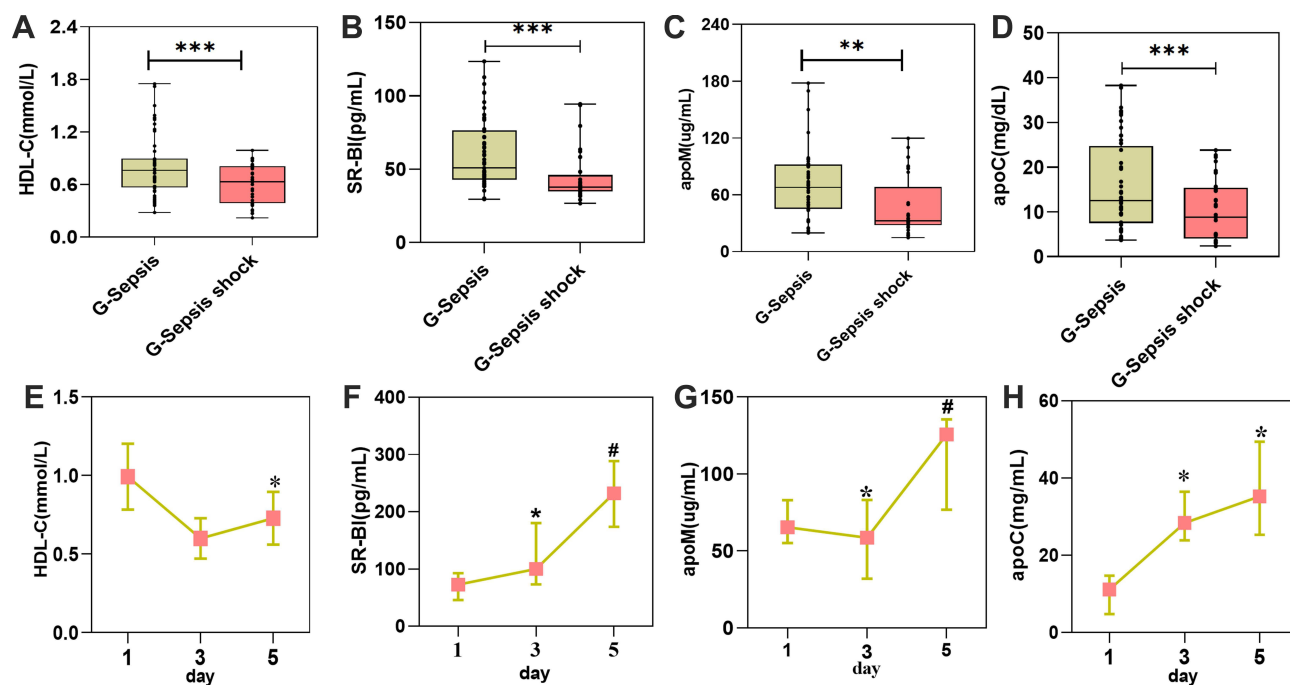 A
HDL-C(mmol/L)
2.4
1.8
1.2
0.6
0.0
***
G-Sepsis
G-Sepsis shock
B
SR-BI(pg/mL)
150
100
50
0
***
G-Sepsis
G-Sepsis shock
C
apoM(ug/mL)
240
180
120
60
0
**
G-Sepsis
G-Sepsis shock
D
apoC(mg/dL)
50
40
30
20
10
0
***
G-Sepsis
G-Sepsis shock
E
HDL-C(mmol/L)
1.5
1.0
0.5
0.0
*
1 3 5
day
F
SR-BI(pg/mL)
400
300
200
100
0
*
#
1 3 5
day
G
apoM(ug/mL)
150
100
50
0
*
#
1 3 5
day
H
apoC(mg/mL)
60
40
20
0
*
*
1 3 5
day